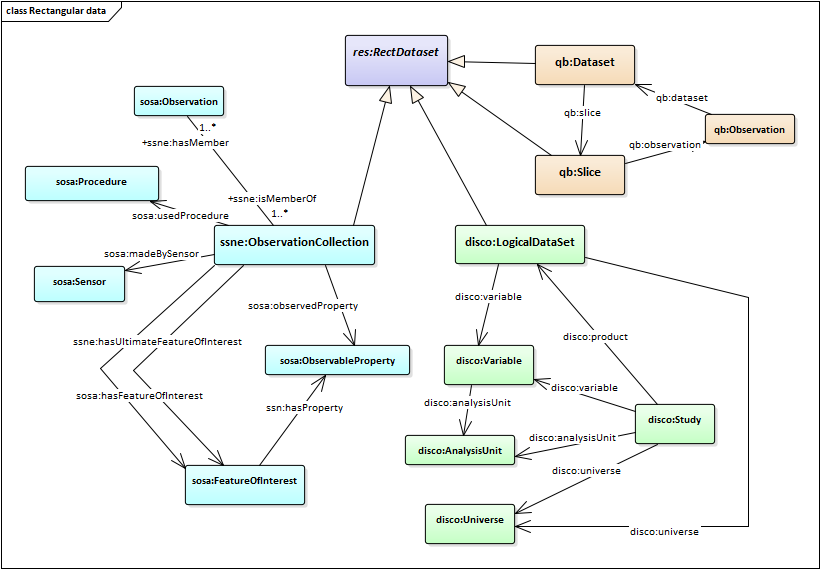 class Rectangular data
res:RectDataset
qb:Dataset
sosa:Observation
qb:dataset
qb:slice
1..*
qb:Observation
+ssne:hasMember
qb:observation
*
qb:Slice
sosa:Procedure
+ssne:isMemberOf
sosa:usedProcedure
1..*
ssne:ObservationCollection
disco:LogicalDataSet
sosa:madeBySensor
sosa:Sensor
disco:variable
sosa:observedProperty
disco:product
ssne:hasUltimateFeatureOfInterest
sosa:ObservableProperty
disco:Variable
disco:variable
sosa:hasFeatureOfInterest
disco:analysisUnit
ssn:hasProperty
disco:Study
disco:analysisUnit
disco:AnalysisUnit
disco:universe
sosa:FeatureOfInterest
disco:Universe
disco:universe